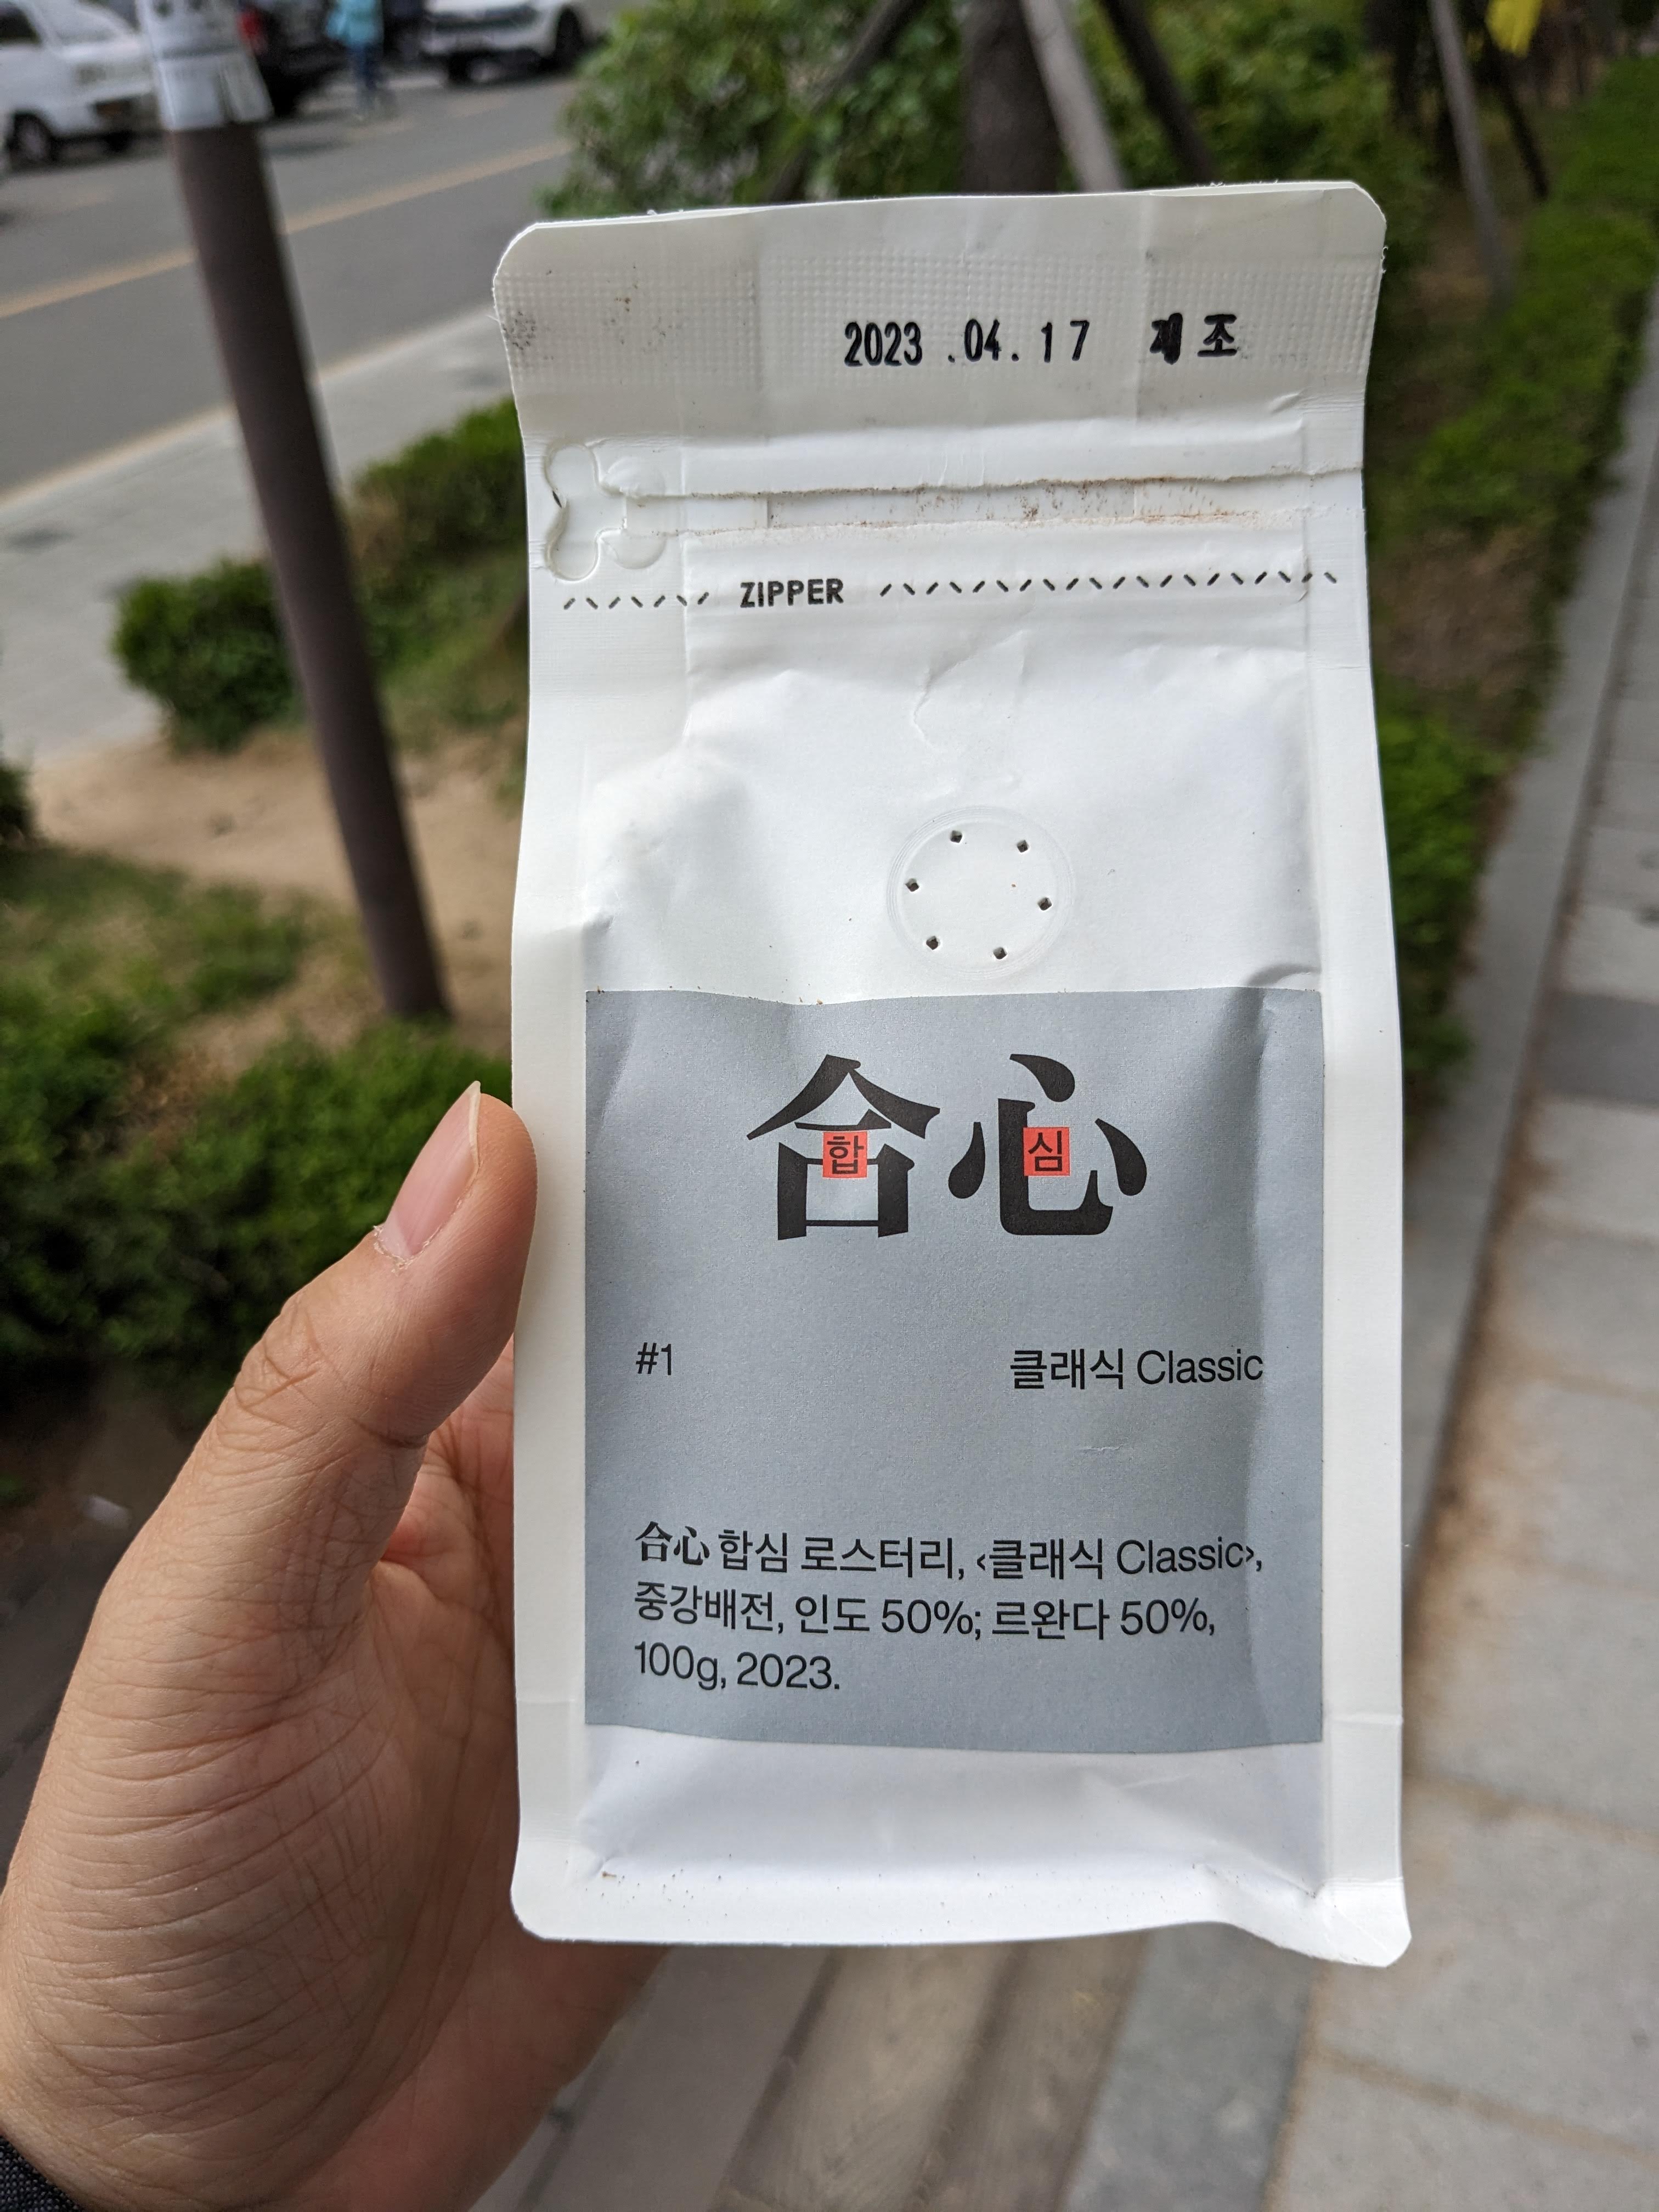 2023 .04.17 제조
ZIPPER
合心
합 심
#1 클래식 Classic
合心 합심 로스터리, ‹클래식 Classic›,
중강배전, 인도 50%; 르완다 50%,
100g, 2023.